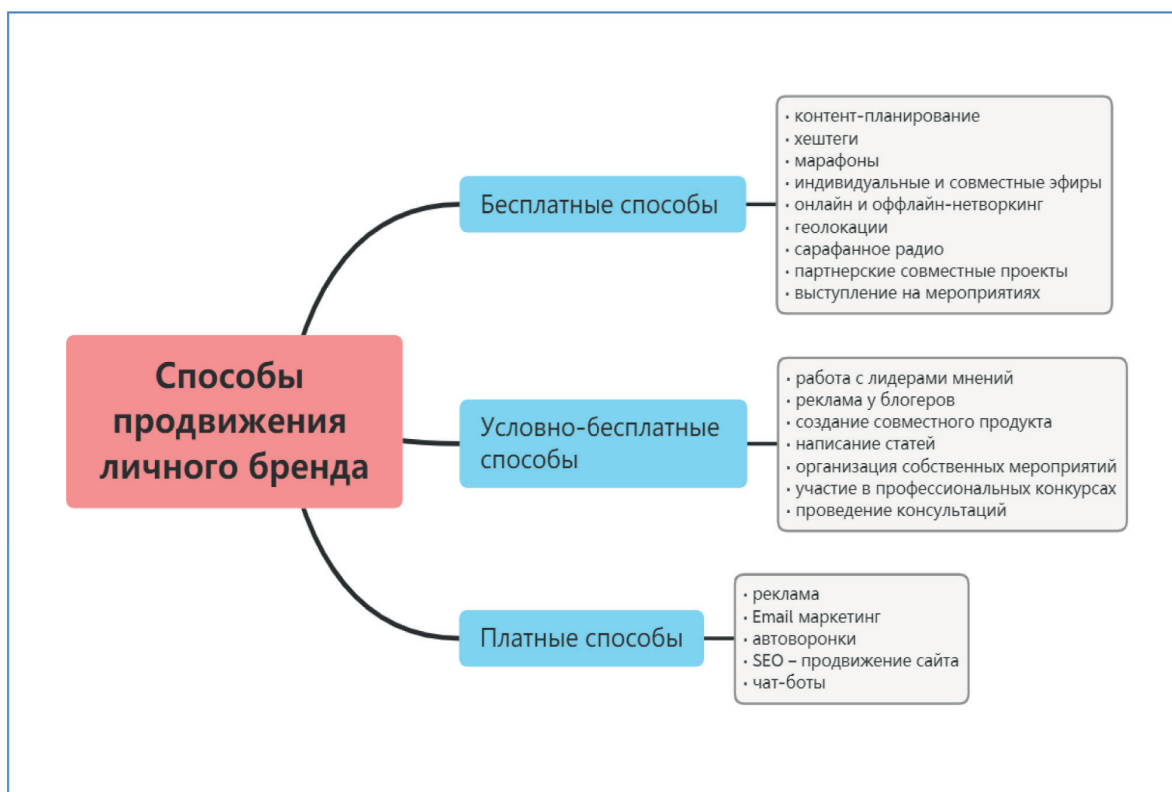 Способы
продвижения
личного бренда
Бесплатные способы
· контент-планирование
· хештеги
· марафоны
· индивидуальные и совместные эфиры
· онлайн и оффлайн-нетворкинг
· геолокации
· сарафанное радио
· партнерские совместные проекты
· выступление на мероприятиях
Условно-бесплатные
способы
· работа с лидерами мнений
· реклама у блогеров
· создание совместного продукта
· написание статей
· организация собственных мероприятий
· участие в профессиональных конкурсах
· проведение консультаций
Платные способы
· реклама
· Email маркетинг
· автоворонки
· SEO – продвижение сайта
· чат-боты